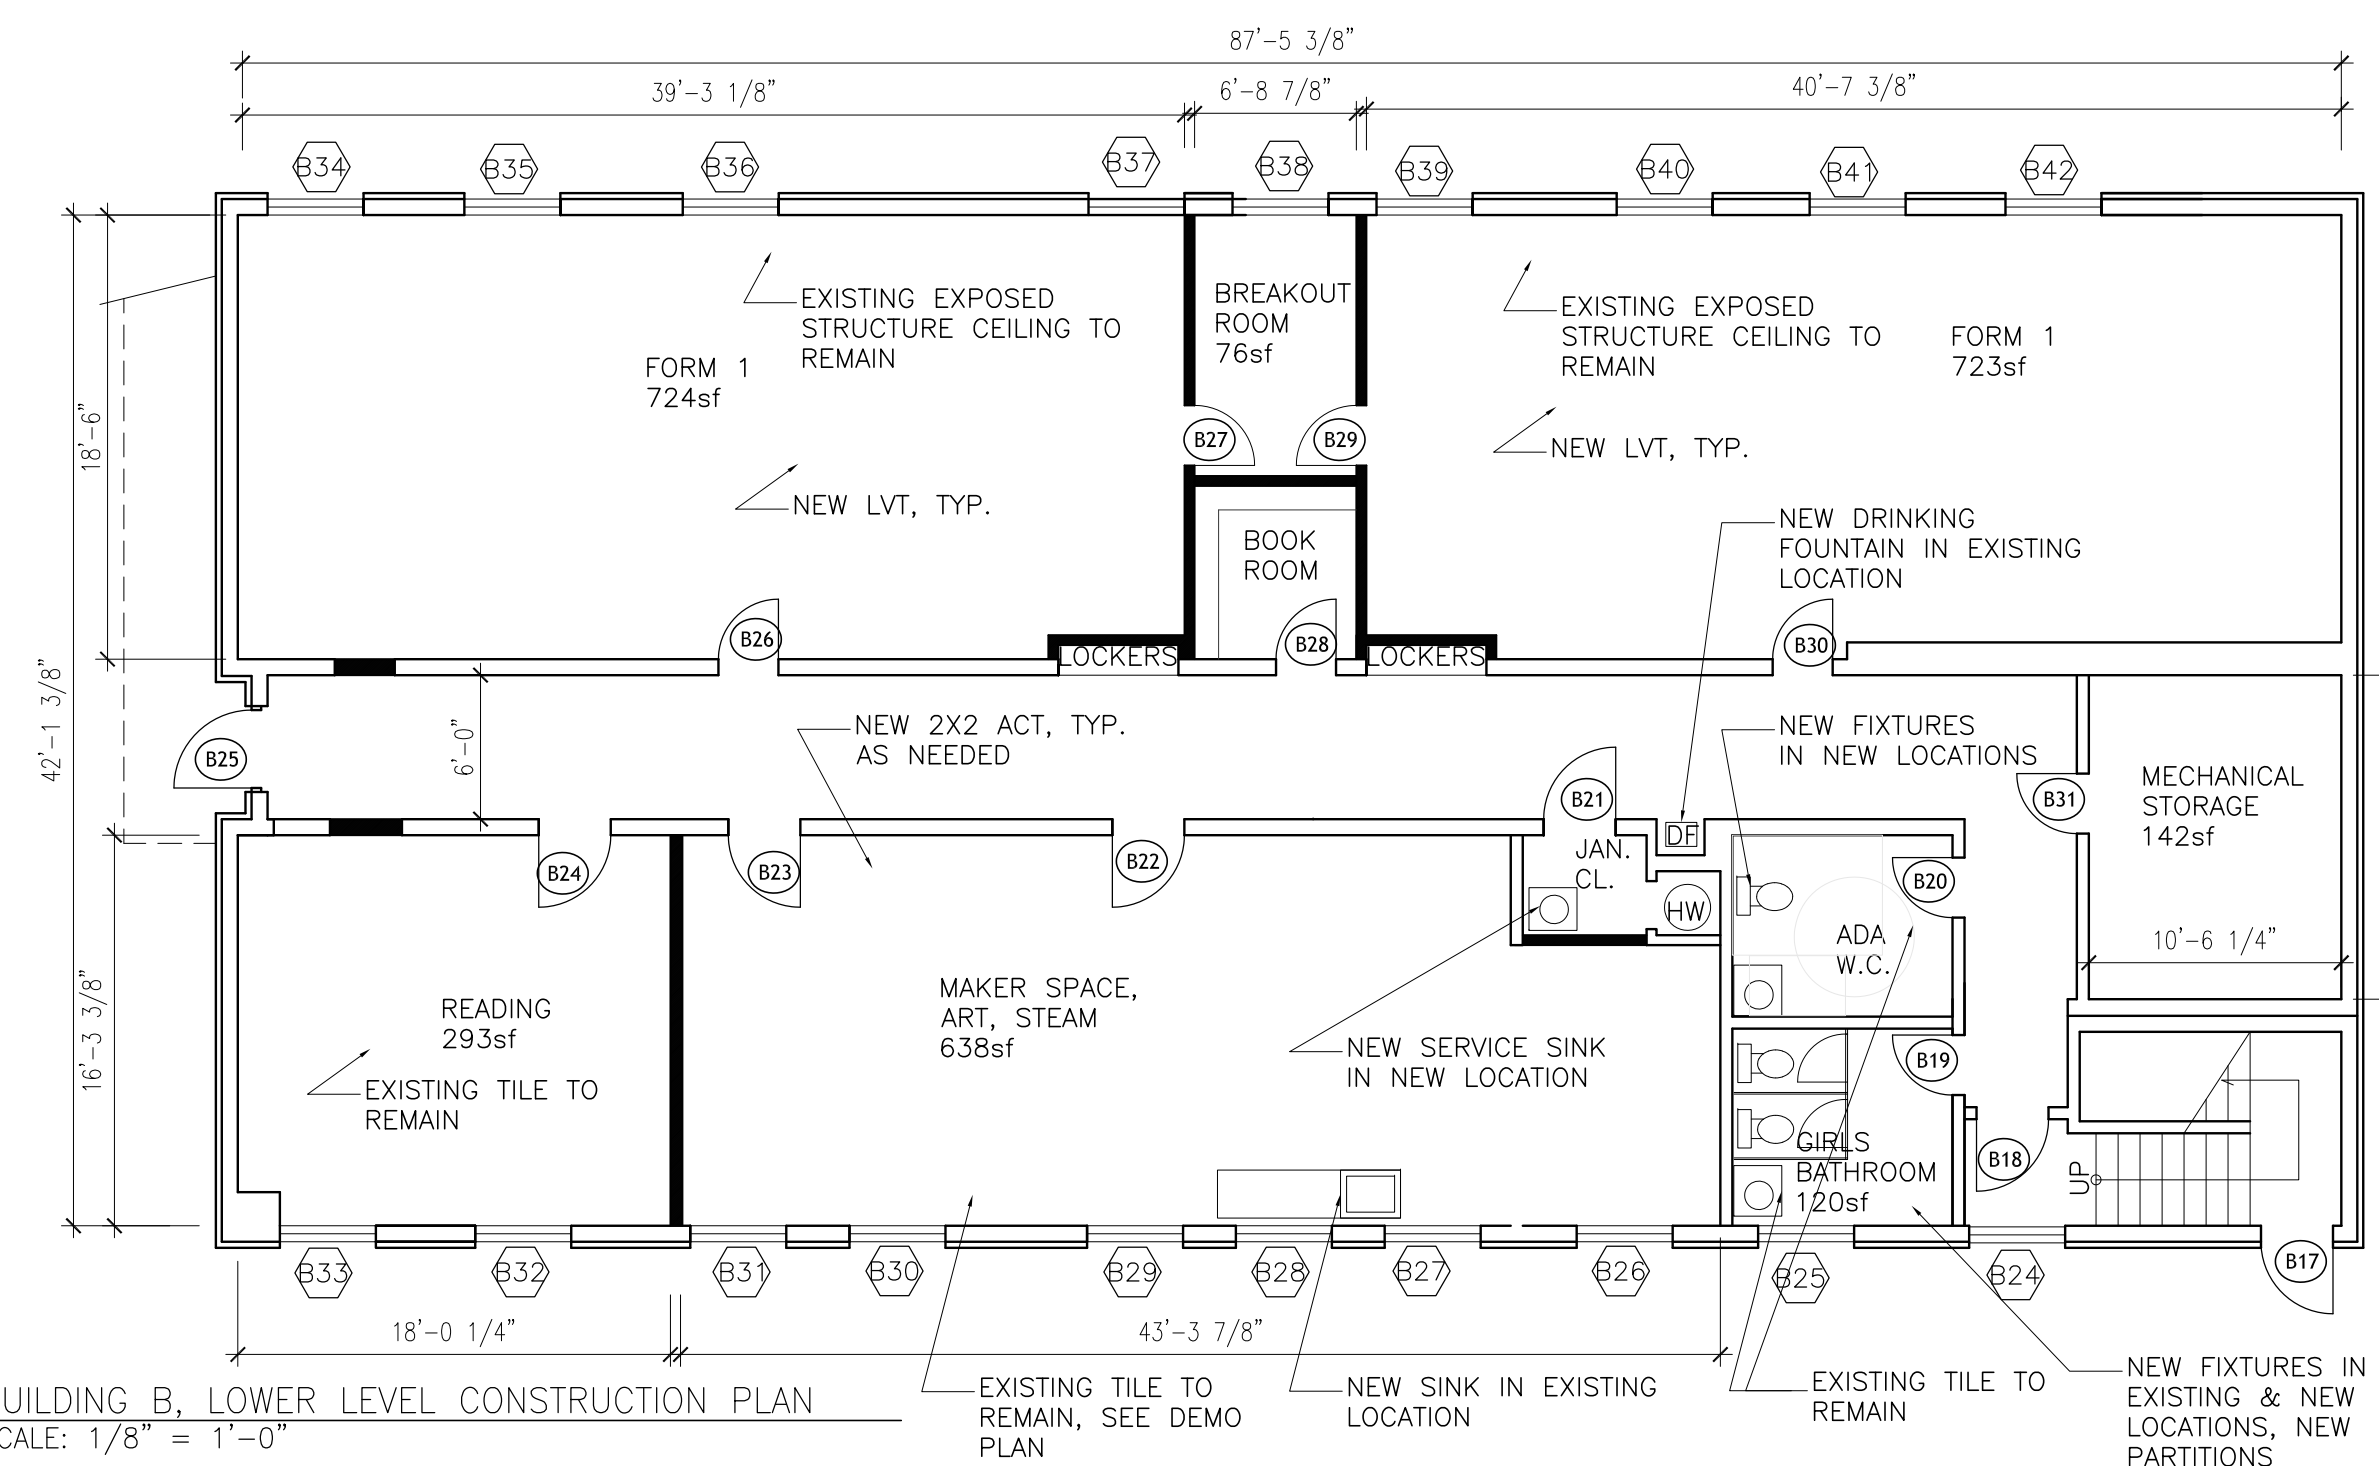 87'-5 3/8"
39'-3 1/8"
6'-8 7/8"
40'-7 3/8"
B34
B35
B36
B37
B38
B39
B40
B41
B42
EXISTING EXPOSED
STRUCTURE CEILING TO
REMAIN
FORM 1
724sf
NEW LVT, TYP.
BREAKOUT
ROOM
76sf
B27
B29
BOOK
ROOM
EXISTING EXPOSED
STRUCTURE CEILING TO
REMAIN
FORM 1
723sf
NEW LVT, TYP.
NEW DRINKING
FOUNTAIN IN EXISTING
LOCATION
18'-6"
42'-1 3/8"
16'-3 3/8"
B26
LOCKERS
B28
LOCKERS
B30
B25
6'-0"
NEW 2X2 ACT, TYP.
AS NEEDED
NEW FIXTURES
IN NEW LOCATIONS
B21
B31
MECHANICAL
STORAGE
142sf
10'-6 1/4"
B24
B23
B22
JAN.
CL.
DF
HW
B20
ADA
W.C.
READING
293sf
EXISTING TILE TO
REMAIN
MAKER SPACE,
ART, STEAM
638sf
NEW SERVICE SINK
IN NEW LOCATION
B19
GIRLS
BATHROOM
120sf
B18
UP
B17
B33
B32
B31
B30
B29
B28
B27
B26
B25
B24
18'-0 1/4"
43'-3 7/8"
EXISTING TILE TO
REMAIN, SEE DEMO
PLAN
NEW SINK IN EXISTING
LOCATION
EXISTING TILE TO
REMAIN
NEW FIXTURES IN
EXISTING & NEW
LOCATIONS, NEW
PARTITIONS
UILDING B, LOWER LEVEL CONSTRUCTION PLAN
CALE: 1/8" = 1'-0"